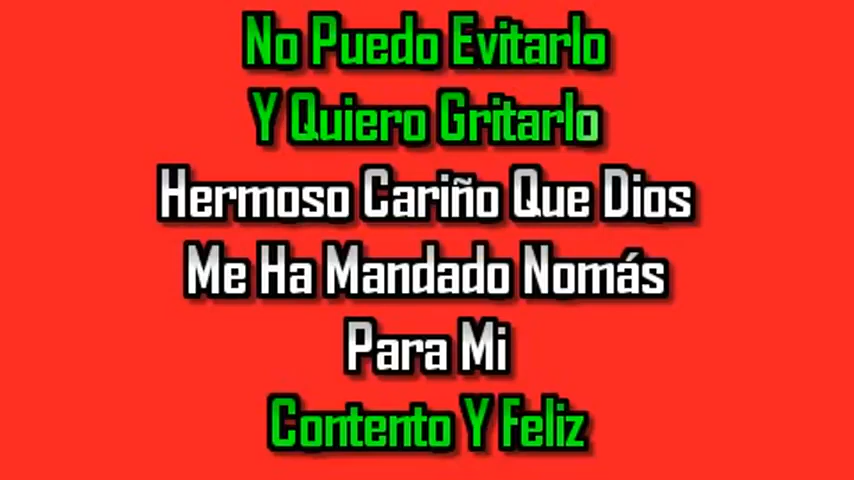 No Puedo Evitarlo
Y Quiero Gritarlo
Hermoso Cariño Que Dios
Me Ha Mandado Nomás
Para Mi
Contento Y Feliz